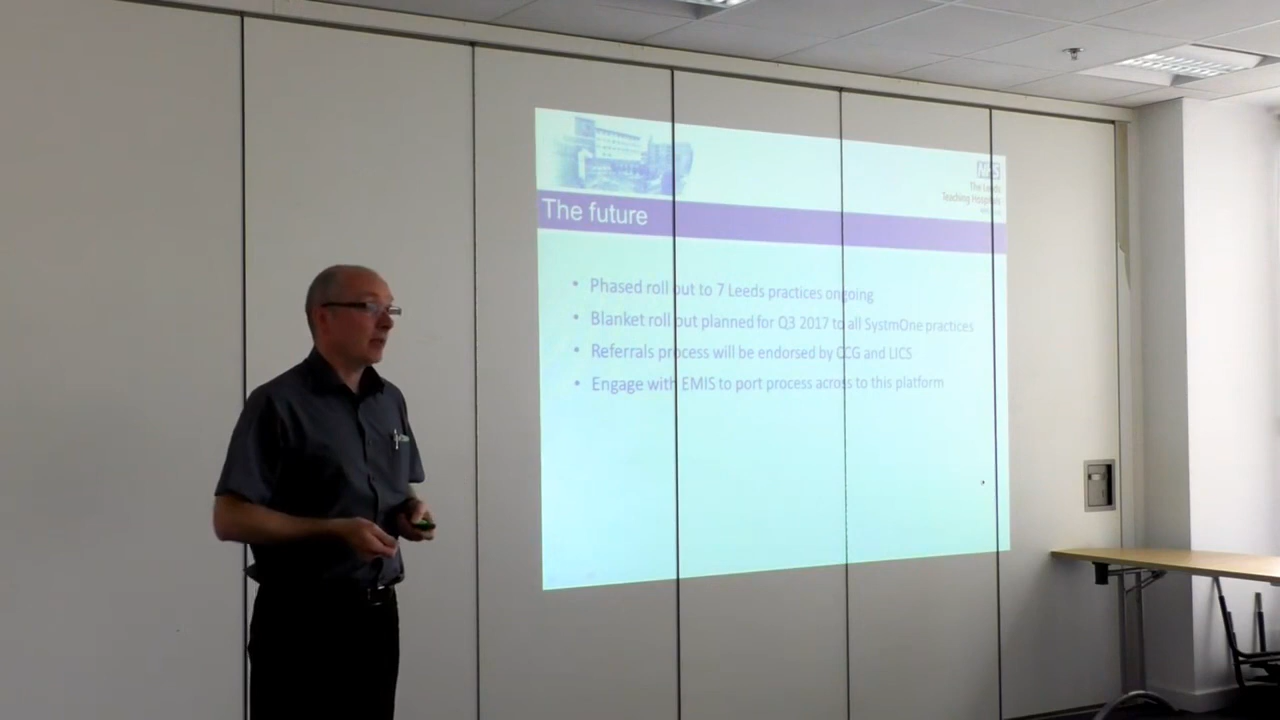 NHS
The Leeds
Teaching Hospitals
The future
• Phased roll out to 7 Leeds practices ongoing
• Blanket roll out planned for Q3 2017 to all SystmOne practices
• Referrals process will be endorsed by CCG and LICS
• Engage with EMIS to port process across to this platform